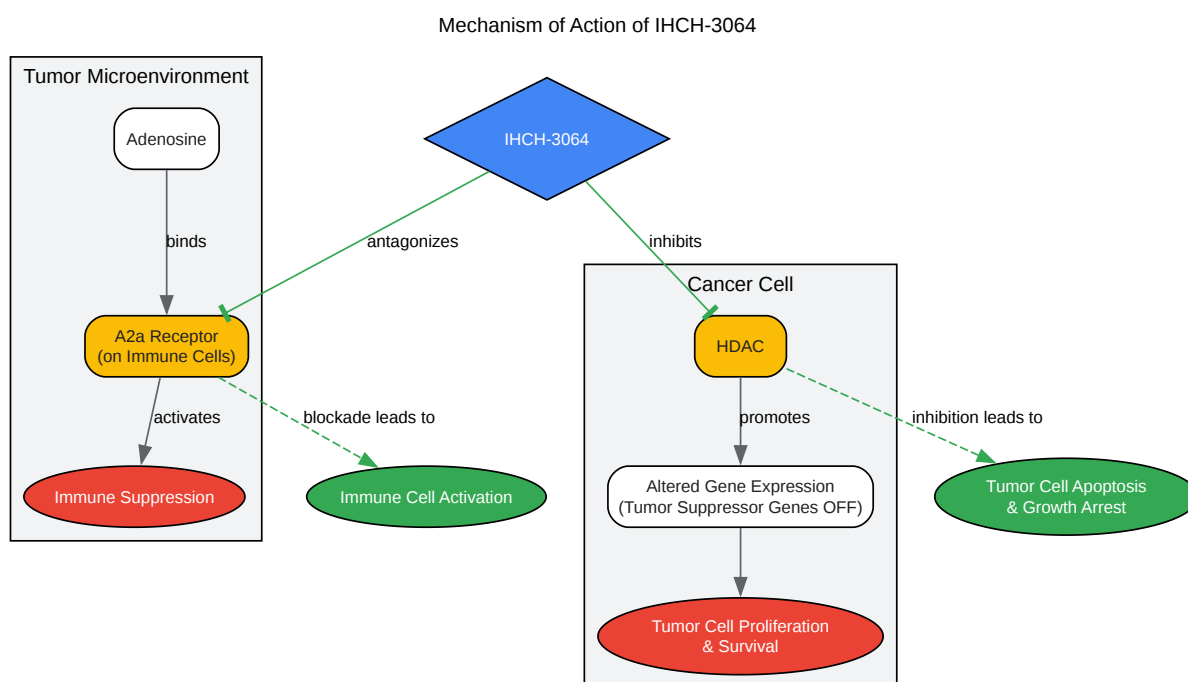 Mechanism of Action of IHCH-3064
Tumor Microenvironment
Adenosine
IHCH-3064
binds
antagonizes
inhibits
Cancer Cell
A2a Receptor
(on Immune Cells)
HDAC
activates
blockade leads to
promotes
inhibition leads to
Immune Suppression
Immune Cell Activation
Altered Gene Expression
(Tumor Suppressor Genes OFF)
Tumor Cell Apoptosis
& Growth Arrest
Tumor Cell Proliferation
& Survival